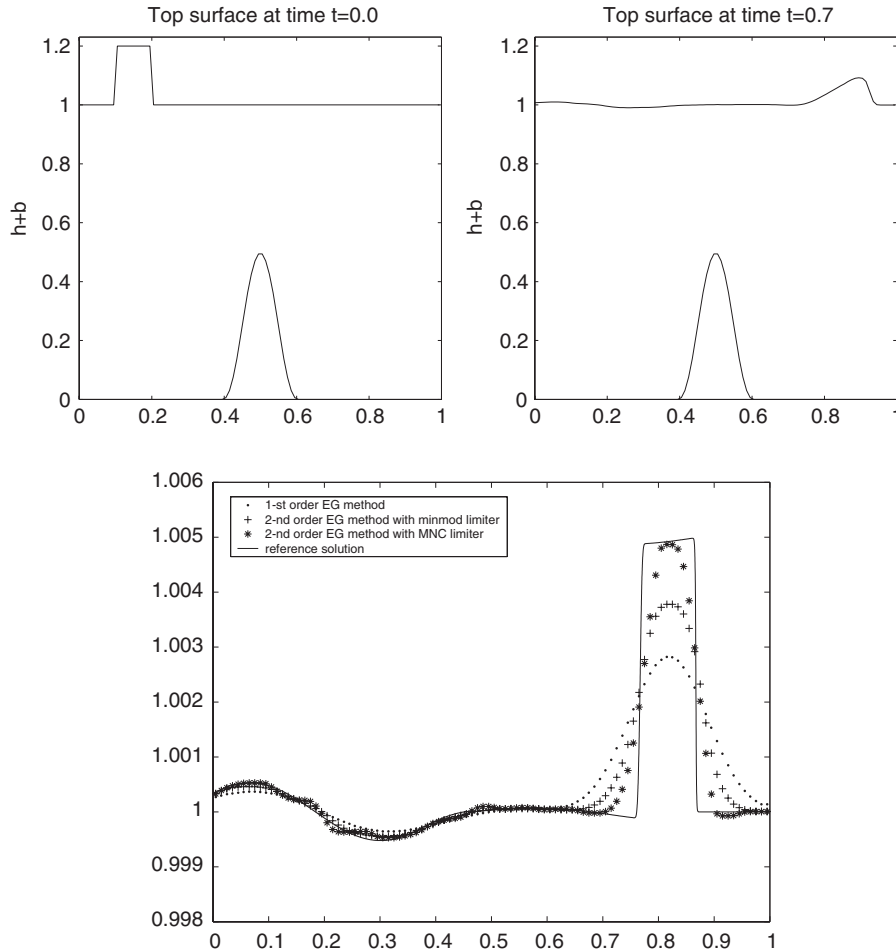 Top surface at time t=0.0
1.2
1
0.8
0.6
0.4
0.2
0
h+b
0 0.2 0.4 0.6 0.8 1
Top surface at time t=0.7
1.2
1
0.8
0.6
0.4
0.2
0
h+b
0 0.2 0.4 0.6 0.8 1
1.006
1.005
1.004
1.003
1.002
1.001
1
0.999
0.998
1-st order EG method
2-nd order EG method with minmod limiter
2-nd order EG method with MNC limiter
reference solution
0 0.1 0.2 0.3 0.4 0.5 0.6 0.7 0.8 0.9 1